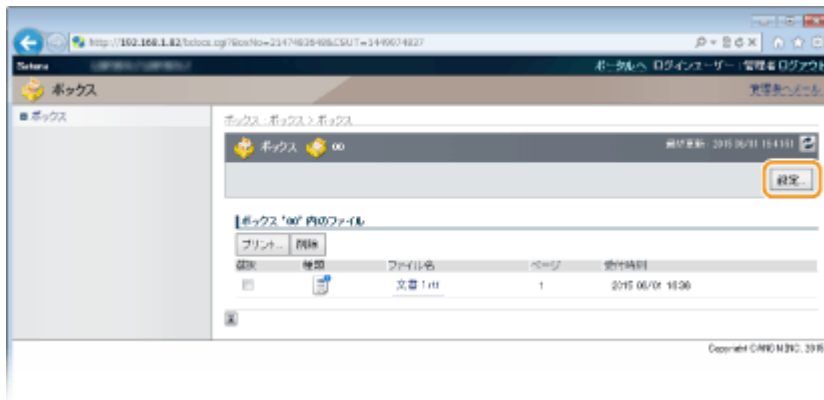 http://192.168.1.82/
Satera
ポータルへ ログインユーザー: 管理者 ログアウト
ボックス
管理者へメール
ボックス
ボックス : ボックス > ボックス
ボックス 00
最終更新 : 2015 06/01
設定...
ボックス "00" 内のファイル
プリント... 削除
選択 種類 ファイル名 ページ 受付時刻
文書 1.rtf 1 2015 06/01 16:38
Copyright CANON INC. 2015